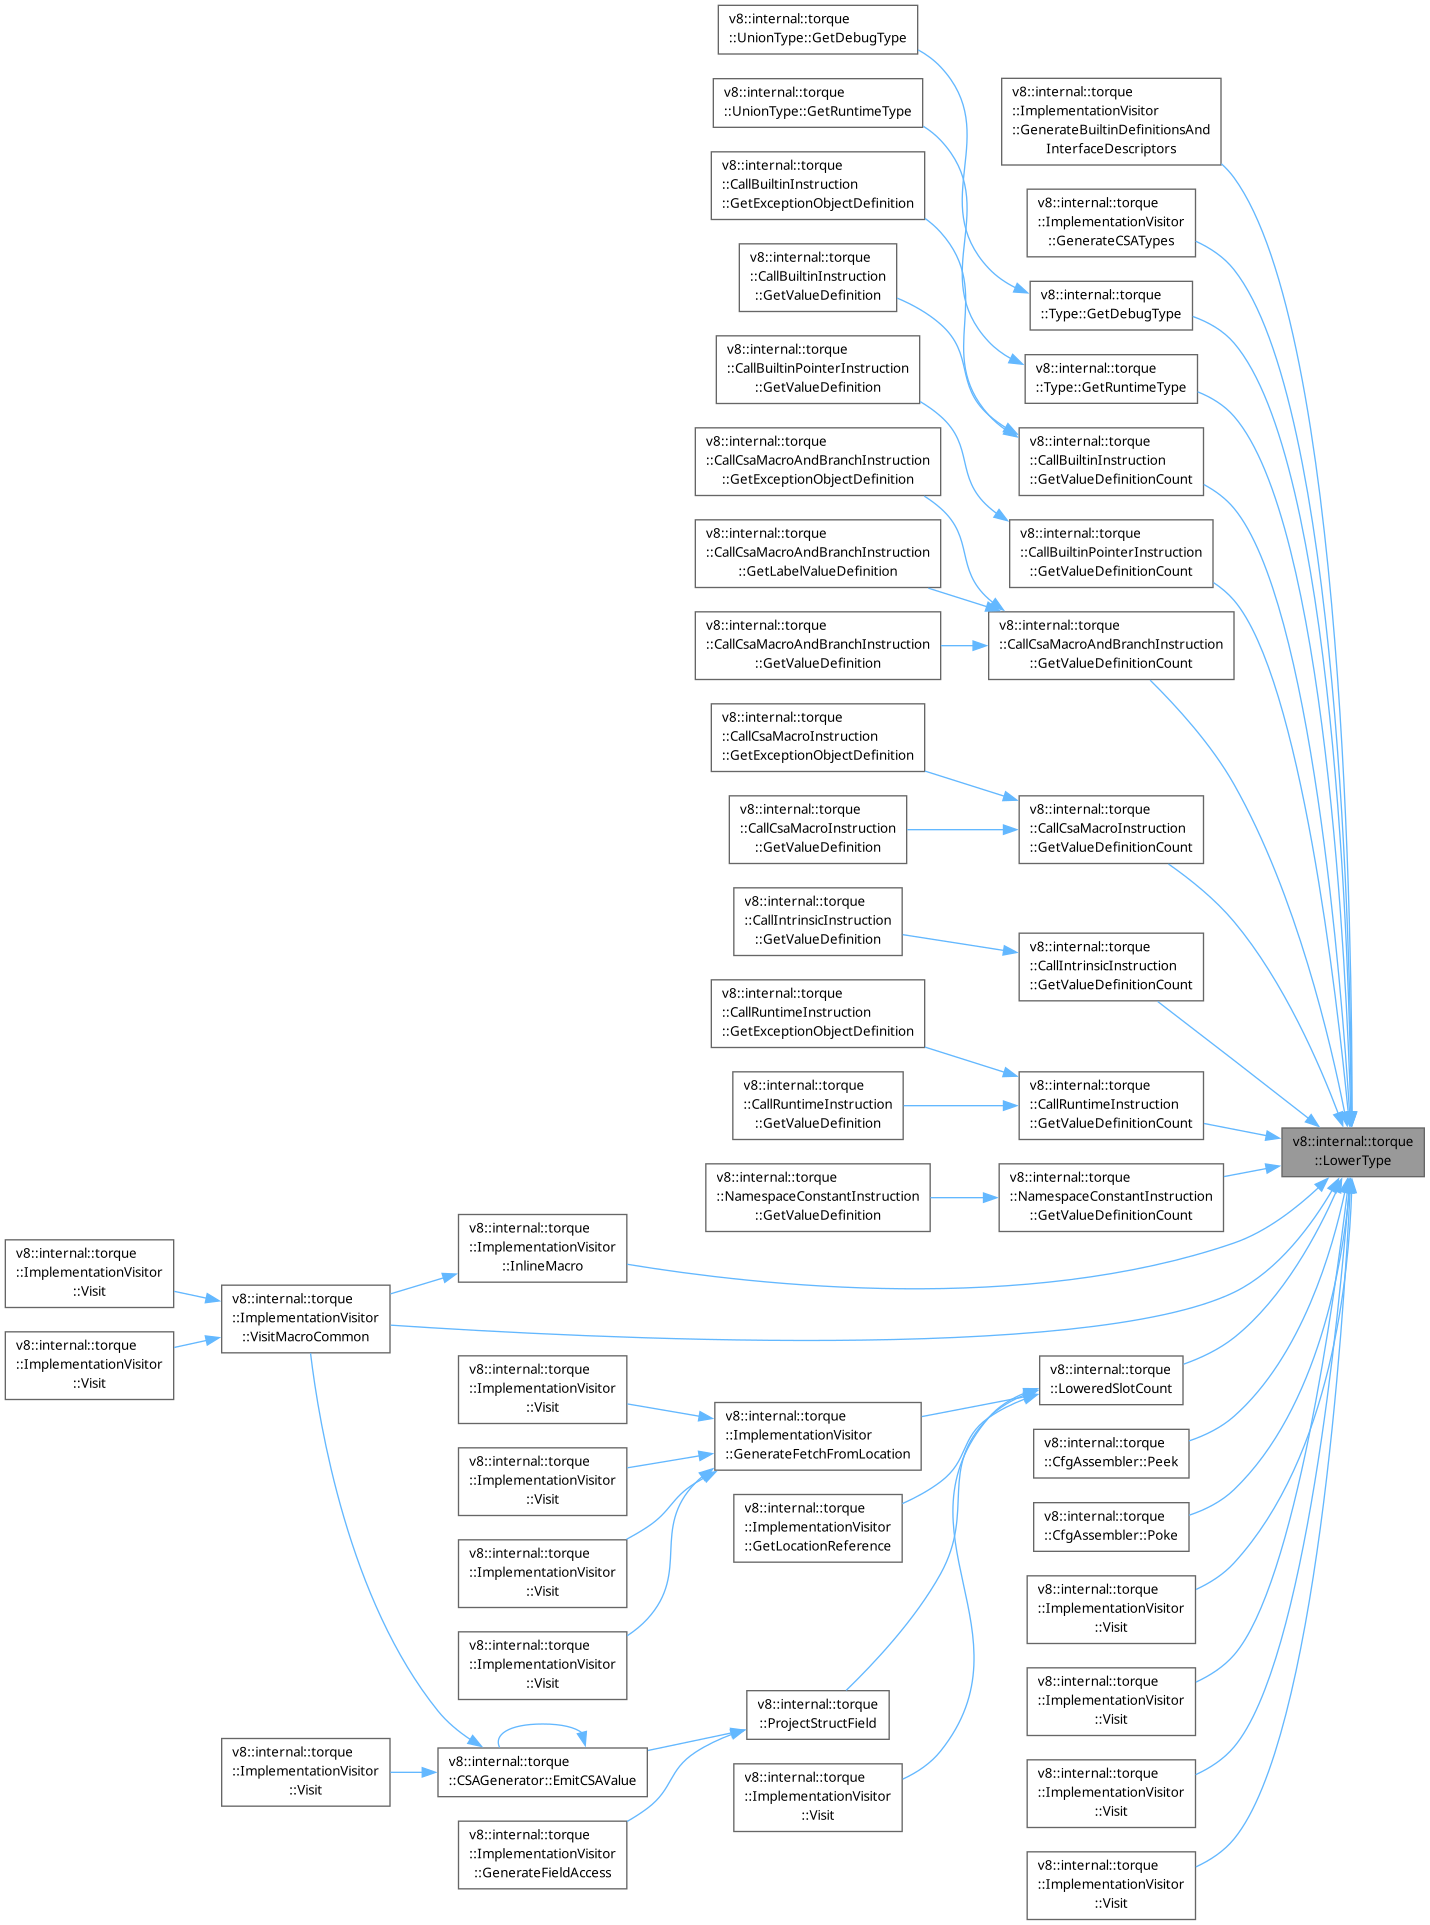 v8::internal::torque
::UnionType::GetDebugType
v8::internal::torque
::UnionType::GetRuntimeType
v8::internal::torque
::CallBuiltinInstruction
::GetExceptionObjectDefinition
v8::internal::torque
::CallBuiltinInstruction
::GetValueDefinition
v8::internal::torque
::CallBuiltinPointerInstruction
::GetValueDefinition
v8::internal::torque
::CallCsaMacroAndBranchInstruction
::GetExceptionObjectDefinition
v8::internal::torque
::CallCsaMacroAndBranchInstruction
::GetLabelValueDefinition
v8::internal::torque
::CallCsaMacroAndBranchInstruction
::GetValueDefinition
v8::internal::torque
::CallCsaMacroInstruction
::GetExceptionObjectDefinition
v8::internal::torque
::CallCsaMacroInstruction
::GetValueDefinition
v8::internal::torque
::CallIntrinsicInstruction
::GetValueDefinition
v8::internal::torque
::CallRuntimeInstruction
::GetExceptionObjectDefinition
v8::internal::torque
::CallRuntimeInstruction
::GetValueDefinition
v8::internal::torque
::NamespaceConstantInstruction
::GetValueDefinition
v8::internal::torque
::ImplementationVisitor
::GenerateBuiltinDefinitionsAnd
InterfaceDescriptors
v8::internal::torque
::ImplementationVisitor
::GenerateCSATypes
v8::internal::torque
::Type::GetDebugType
v8::internal::torque
::Type::GetRuntimeType
v8::internal::torque
::CallBuiltinInstruction
::GetValueDefinitionCount
v8::internal::torque
::CallBuiltinPointerInstruction
::GetValueDefinitionCount
v8::internal::torque
::CallCsaMacroAndBranchInstruction
::GetValueDefinitionCount
v8::internal::torque
::CallCsaMacroInstruction
::GetValueDefinitionCount
v8::internal::torque
::CallIntrinsicInstruction
::GetValueDefinitionCount
v8::internal::torque
::CallRuntimeInstruction
::GetValueDefinitionCount
v8::internal::torque
::NamespaceConstantInstruction
::GetValueDefinitionCount
v8::internal::torque
::LowerType
v8::internal::torque
::ImplementationVisitor
::Visit
v8::internal::torque
::ImplementationVisitor
::Visit
v8::internal::torque
::ImplementationVisitor
::VisitMacroCommon
v8::internal::torque
::ImplementationVisitor
::InlineMacro
v8::internal::torque
::ImplementationVisitor
::Visit
v8::internal::torque
::ImplementationVisitor
::Visit
v8::internal::torque
::ImplementationVisitor
::Visit
v8::internal::torque
::ImplementationVisitor
::Visit
v8::internal::torque
::ImplementationVisitor
::GenerateFetchFromLocation
v8::internal::torque
::ImplementationVisitor
::GetLocationReference
v8::internal::torque
::LoweredSlotCount
v8::internal::torque
::CfgAssembler::Peek
v8::internal::torque
::CfgAssembler::Poke
v8::internal::torque
::ImplementationVisitor
::Visit
v8::internal::torque
::ImplementationVisitor
::Visit
v8::internal::torque
::ImplementationVisitor
::Visit
v8::internal::torque
::ImplementationVisitor
::Visit
v8::internal::torque
::ProjectStructField
v8::internal::torque
::ImplementationVisitor
::Visit
v8::internal::torque
::ImplementationVisitor
::Visit
v8::internal::torque
::CSAGenerator::EmitCSAValue
v8::internal::torque
::ImplementationVisitor
::GenerateFieldAccess